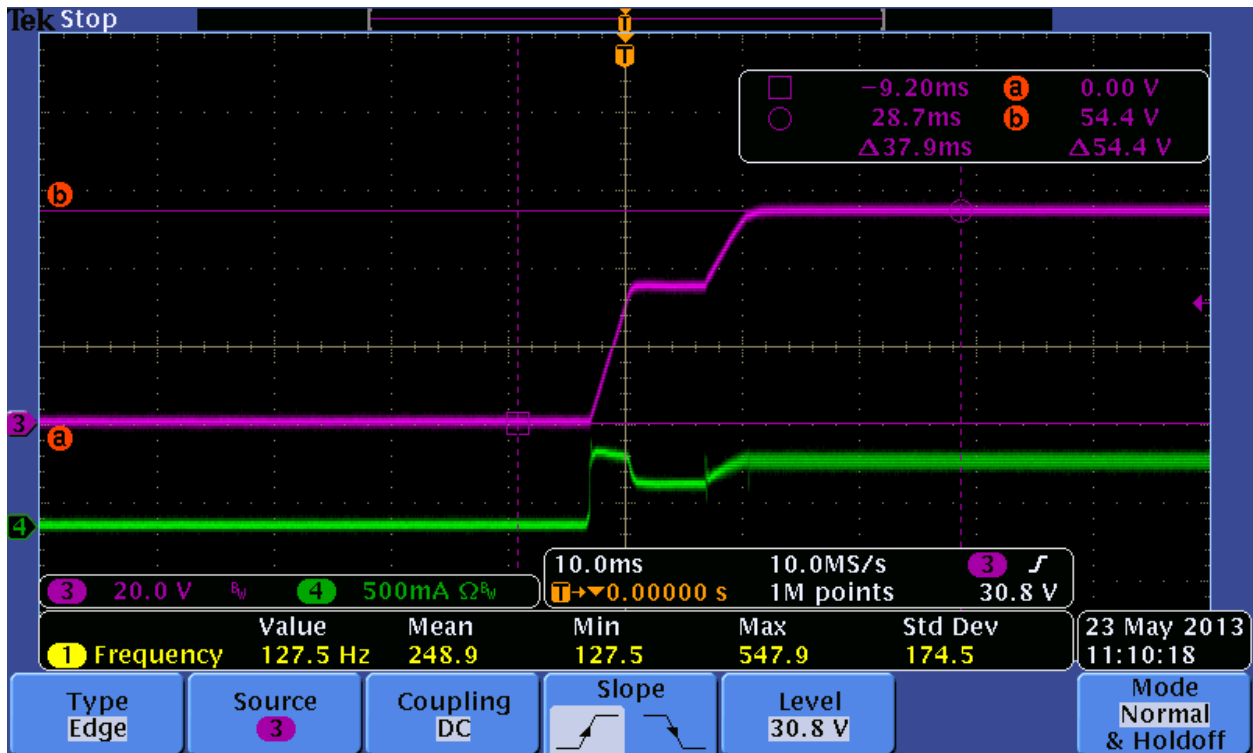 Tek Stop
T
T
−9.20ms a 0.00 V
28.7ms b 54.4 V
Δ37.9ms Δ54.4 V
b
3
a
4
3 20.0 V BW 4 500mA ΩBW
10.0ms 10.0MS/s 3
T→▼0.00000 s 1M points 30.8 V
Value Mean Min Max Std Dev
1 Frequency 127.5 Hz 248.9 127.5 547.9 174.5
23 May 2013
11:10:18
Type
Edge
Source
3
Coupling
DC
Slope
Level
30.8 V
Mode
Normal
& Holdoff